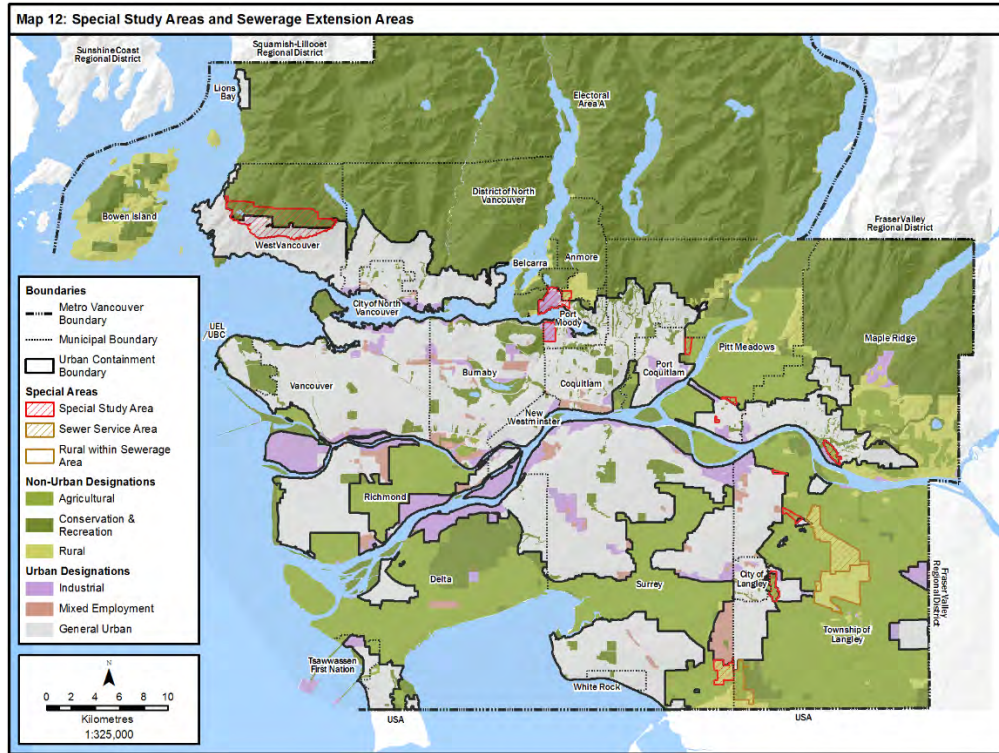 Map 12: Special Study Areas and Sewerage Extension Areas
Sunshine Coast
Regional District
Squamish-Lillooet
Regional District
Lions
Bay
Electoral
Area A
Bowen Island
District of North
Vancouver
Fraser Valley
Regional District
West Vancouver
Belcarra
Anmore
City of North
Vancouver
Port
Moody
UEL
/UBC
Pitt Meadows
Maple Ridge
Vancouver
Burnaby
Coquitlam
Port
Coquitlam
New
Westminster
Richmond
Delta
Surrey
City of
Langley
Township of
Langley
Fraser Valley
Regional District
Tsawwassen
First Nation
White Rock
USA
USA
Boundaries
Metro Vancouver
Boundary
Municipal Boundary
Urban Containment
Boundary
Special Areas
Special Study Area
Sewer Service Area
Rural within Sewerage
Area
Non-Urban Designations
Agricultural
Conservation &
Recreation
Rural
Urban Designations
Industrial
Mixed Employment
General Urban
N
0 2 4 6 8 10
Kilometres
1:325,000